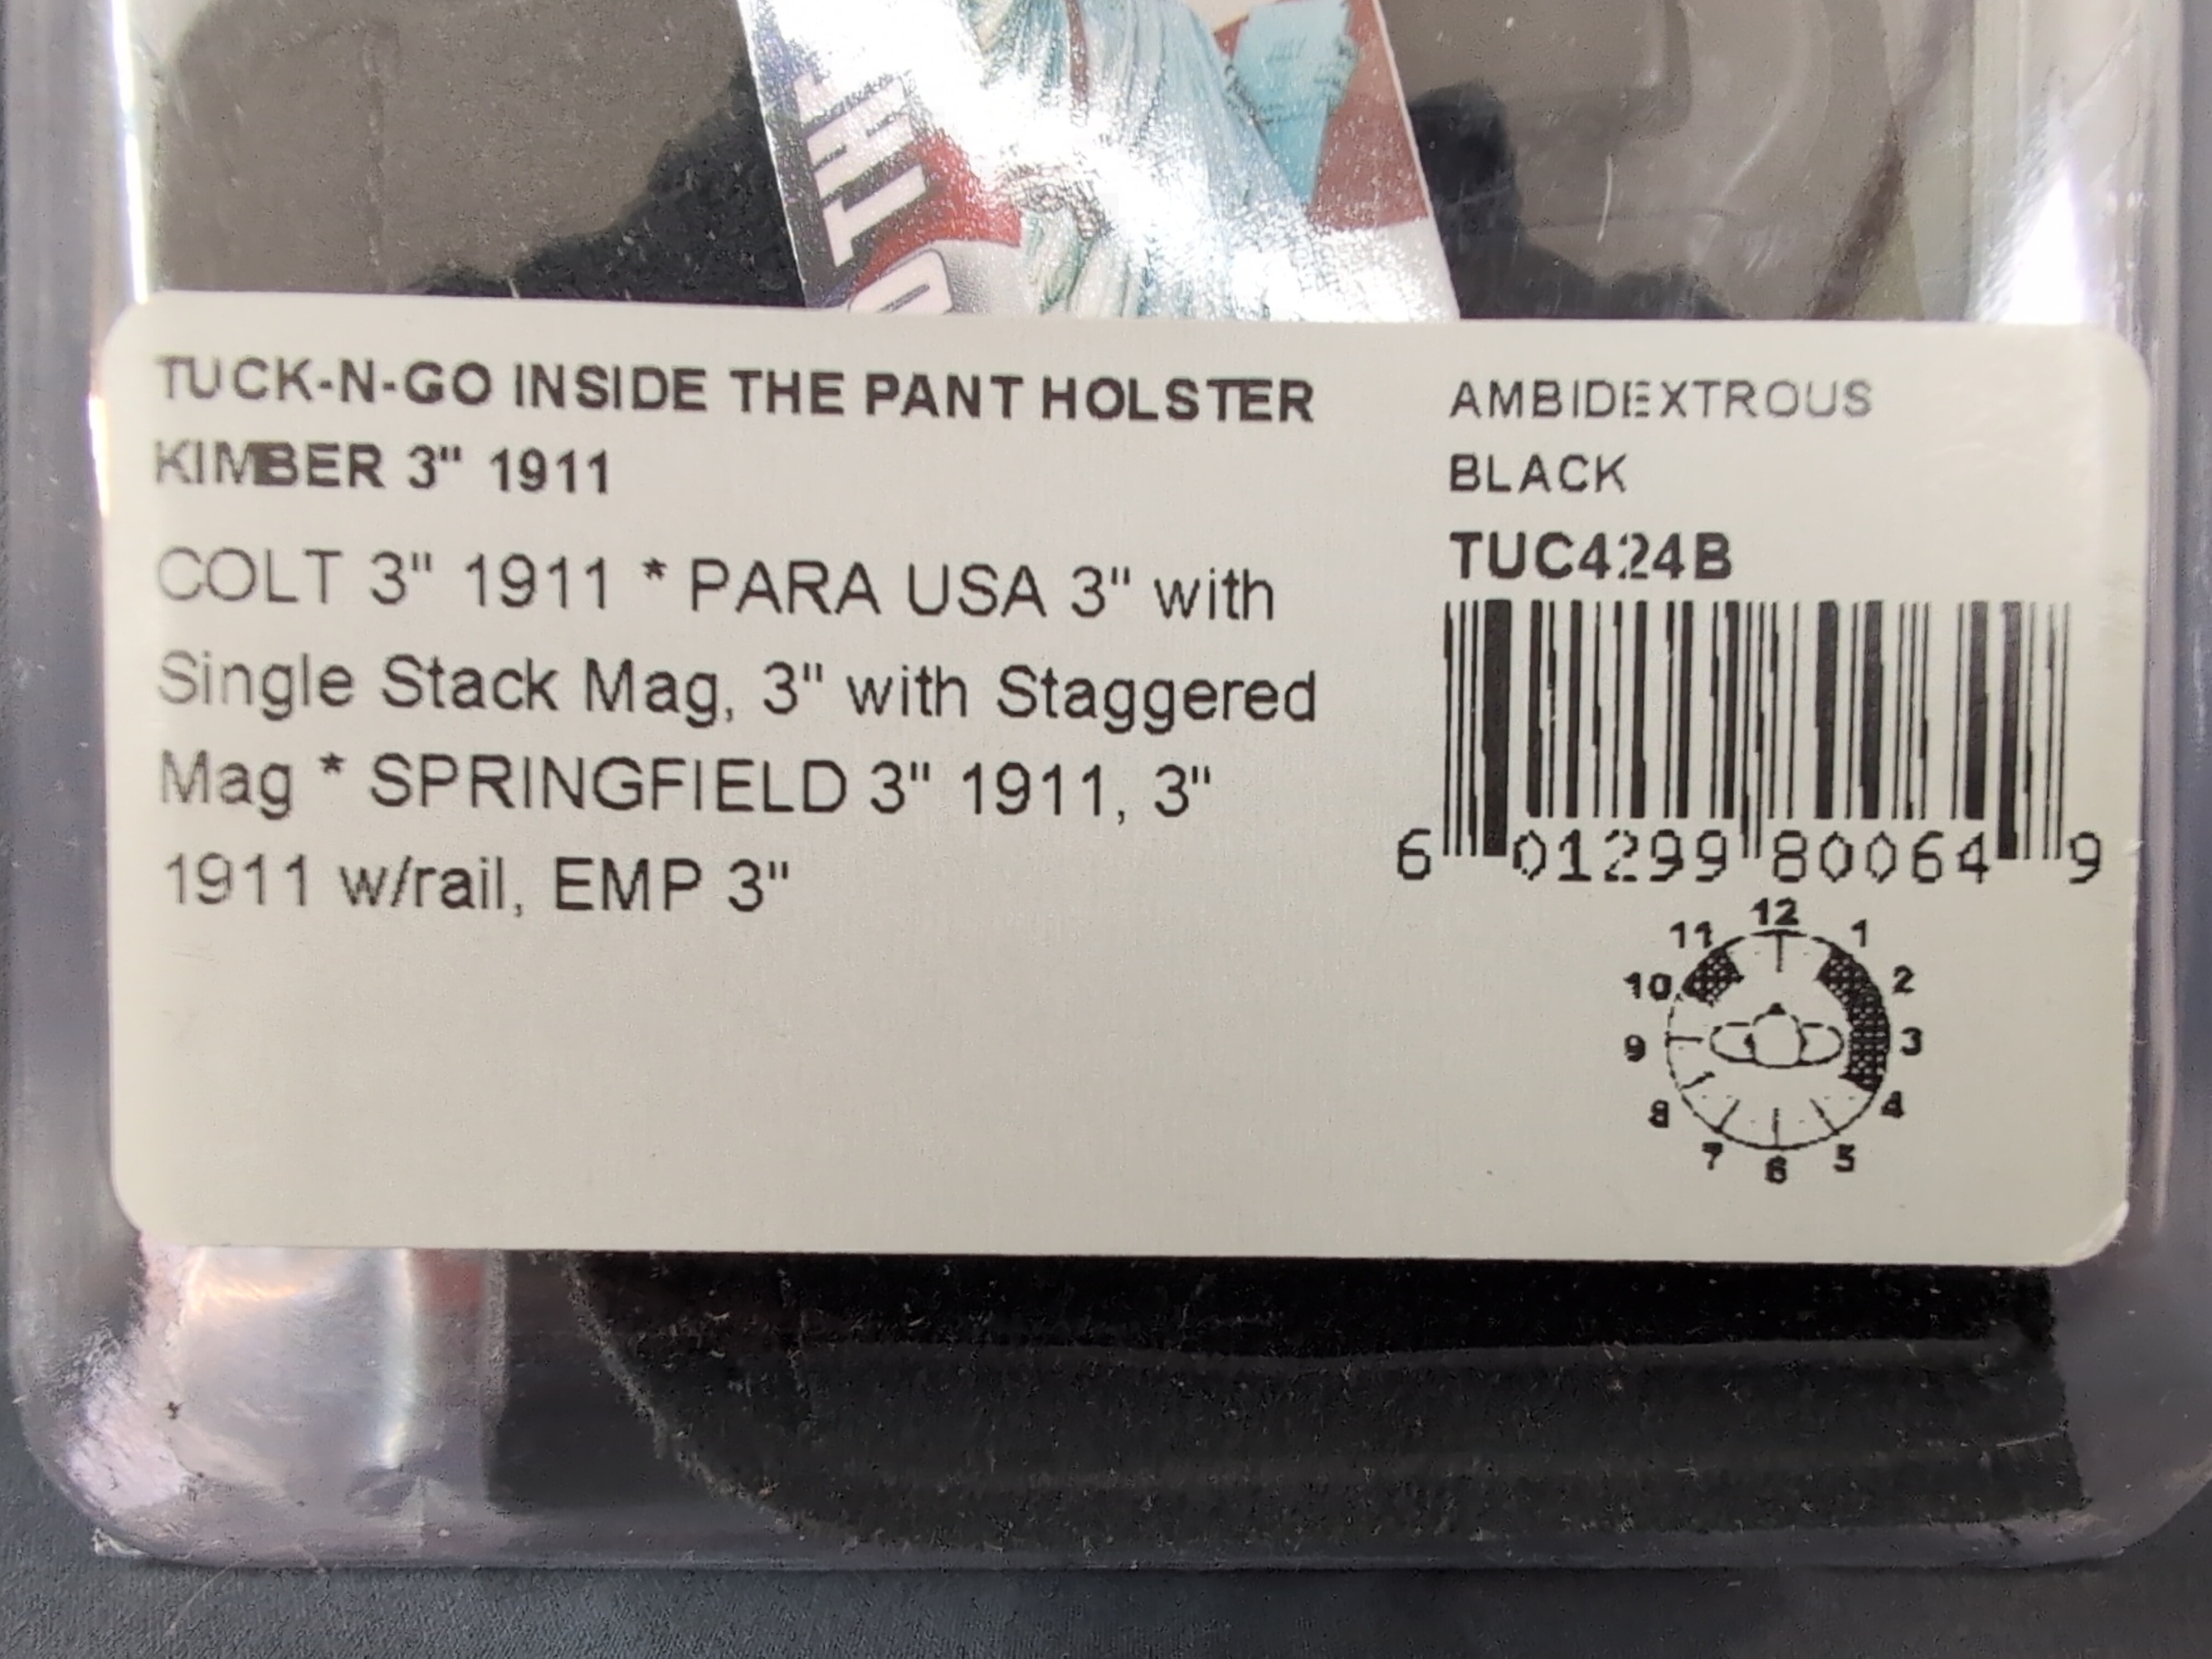 TUCK-N-GO INSIDE THE PANT HOLSTER
KIMBER 3" 1911
COLT 3" 1911 * PARA USA 3" with
Single Stack Mag, 3" with Staggered
Mag * SPRINGFIELD 3" 1911, 3"
1911 w/rail, EMP 3"
AMBIDEXTROUS
BLACK
TUC424B
6 01299 80064 9
12
11 1
10 2
9 3
8 4
7 5
6